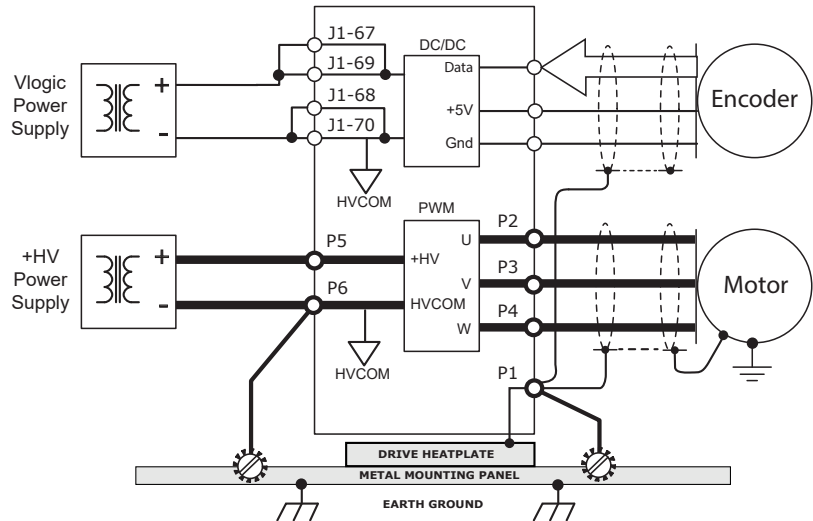 J1-67
J1-69
J1-68
J1-70
DC/DC
Data
+5V
Gnd
Encoder
Vlogic
Power
Supply
+
-
HVCOM
PWM
+HV
HVCOM
U
V
W
P2
P3
P4
P5
P6
P1
+HV
Power
Supply
+
-
HVCOM
Motor
DRIVE HEATPLATE
METAL MOUNTING PANEL
EARTH GROUND